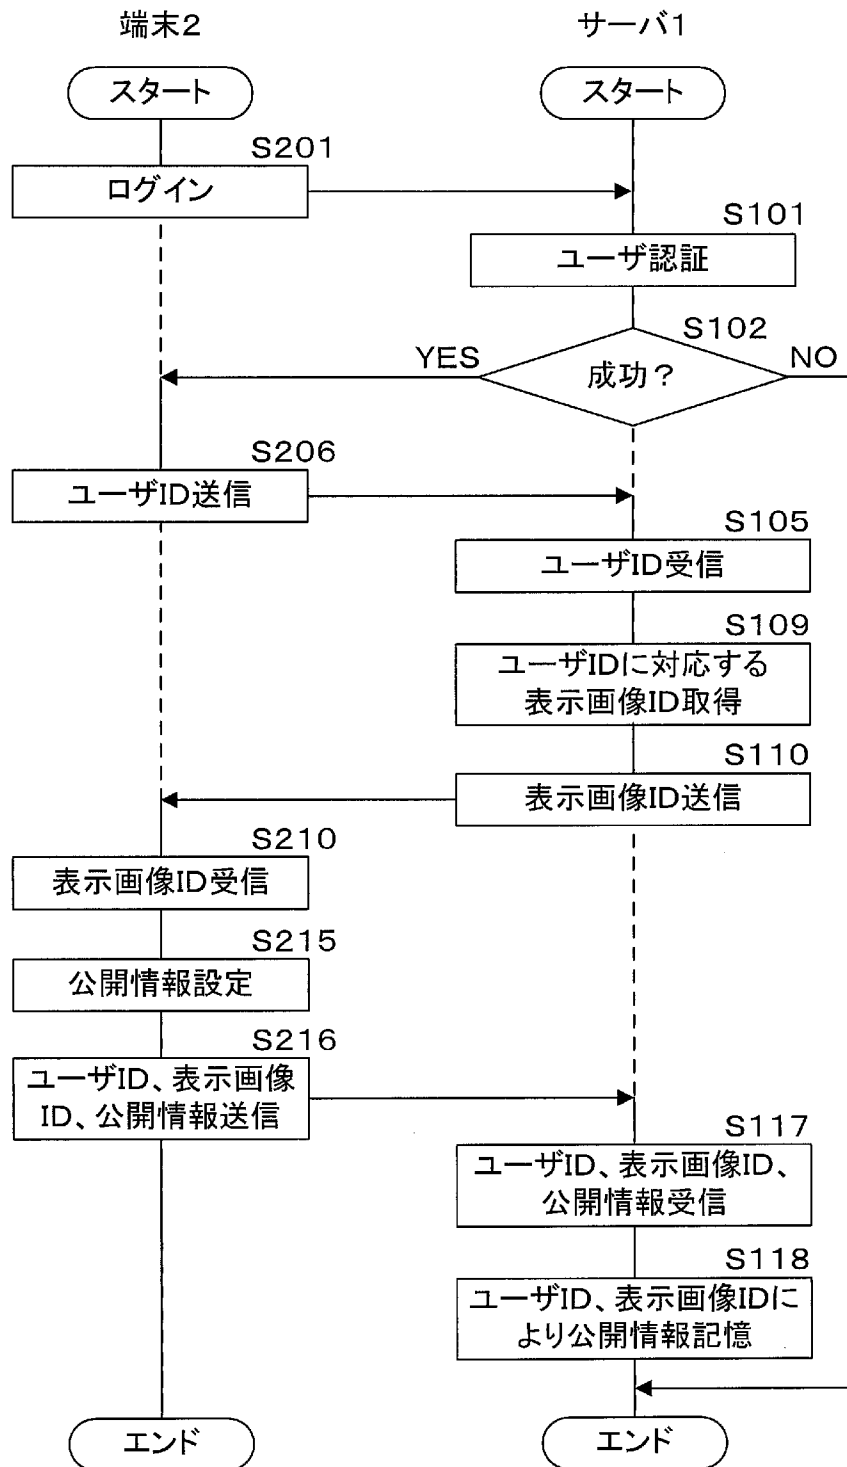 端末2
サーバ1
スタート
スタート
S201
ログイン
S101
ユーザ認証
S102
YES
成功?
NO
S206
ユーザID送信
S105
ユーザID受信
S109
ユーザIDに対応する
表示画像ID取得
S110
表示画像ID送信
S210
表示画像ID受信
S215
公開情報設定
S216
ユーザID、表示画像
ID、公開情報送信
S117
ユーザID、表示画像ID、
公開情報受信
S118
ユーザID、表示画像IDに
より公開情報記憶
エンド
エンド